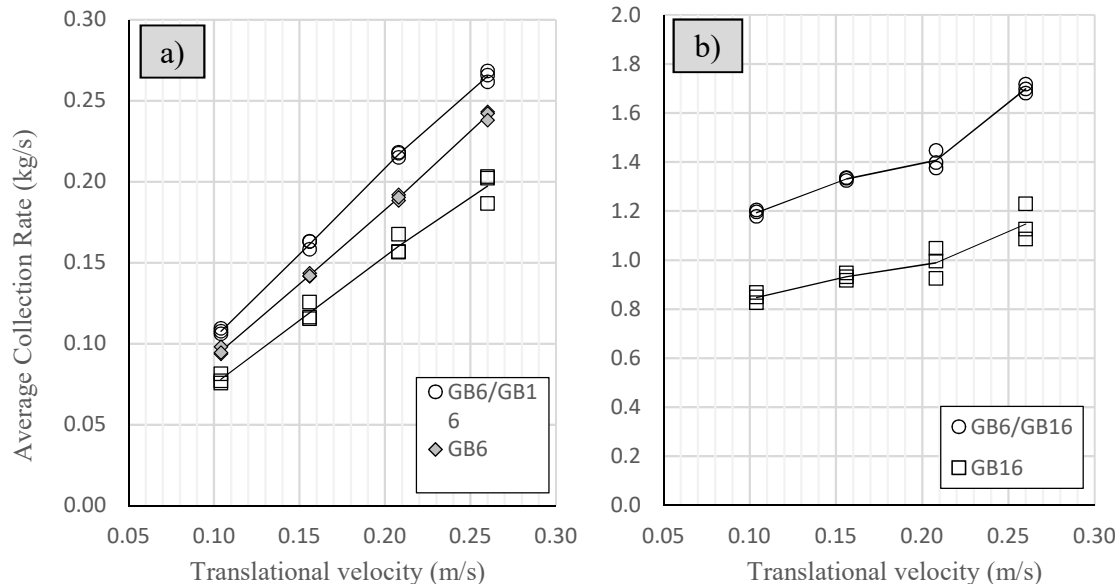 a)
0.30
0.25
0.20
0.15
0.10
0.05
0.00
Average Collection Rate (kg/s)
GB6/GB1
6
GB6
0.05 0.10 0.15 0.20 0.25 0.30
Translational velocity (m/s)
b)
2.0
1.8
1.6
1.4
1.2
1.0
0.8
0.6
0.4
0.2
0.0
GB6/GB16
GB16
0.05 0.10 0.15 0.20 0.25 0.30
Translational velocity (m/s)